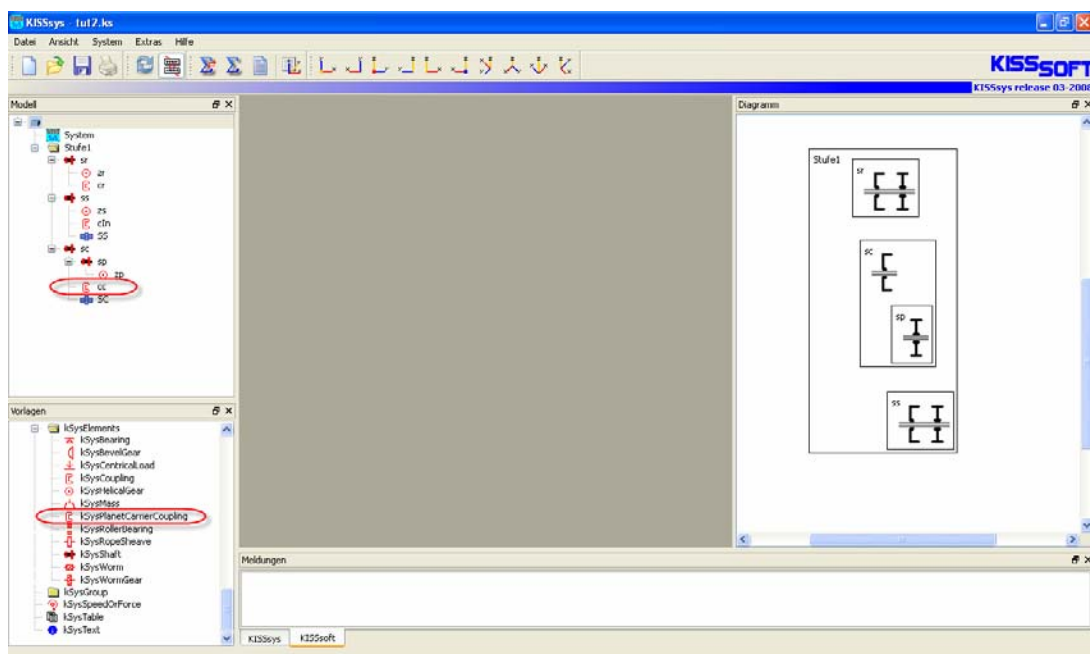 KISSsys - tut2.ks
Datei Ansicht System Extras Hilfe
KISSSOFT
KISSsys release 03-2008
Modell
System
Stufe1
sr
cr
ss
zs
cIn
SS
sc
sp
zp
cc
SC
Vorlagen
kSysElements
kSysBearing
kSysBevelGear
kSysCentricalLoad
kSysCoupling
kSysHelicalGear
kSysMass
kSysPlanetCarrierCoupling
kSysRollerBearing
kSysRopeSheave
kSysShaft
kSysWorm
kSysWormGear
kSysGroup
kSysSpeedOrForce
kSysTable
kSysText
Meldungen
KISSsys KISSsoft
Diagramm
Stufe1
sr
sc
sp
ss